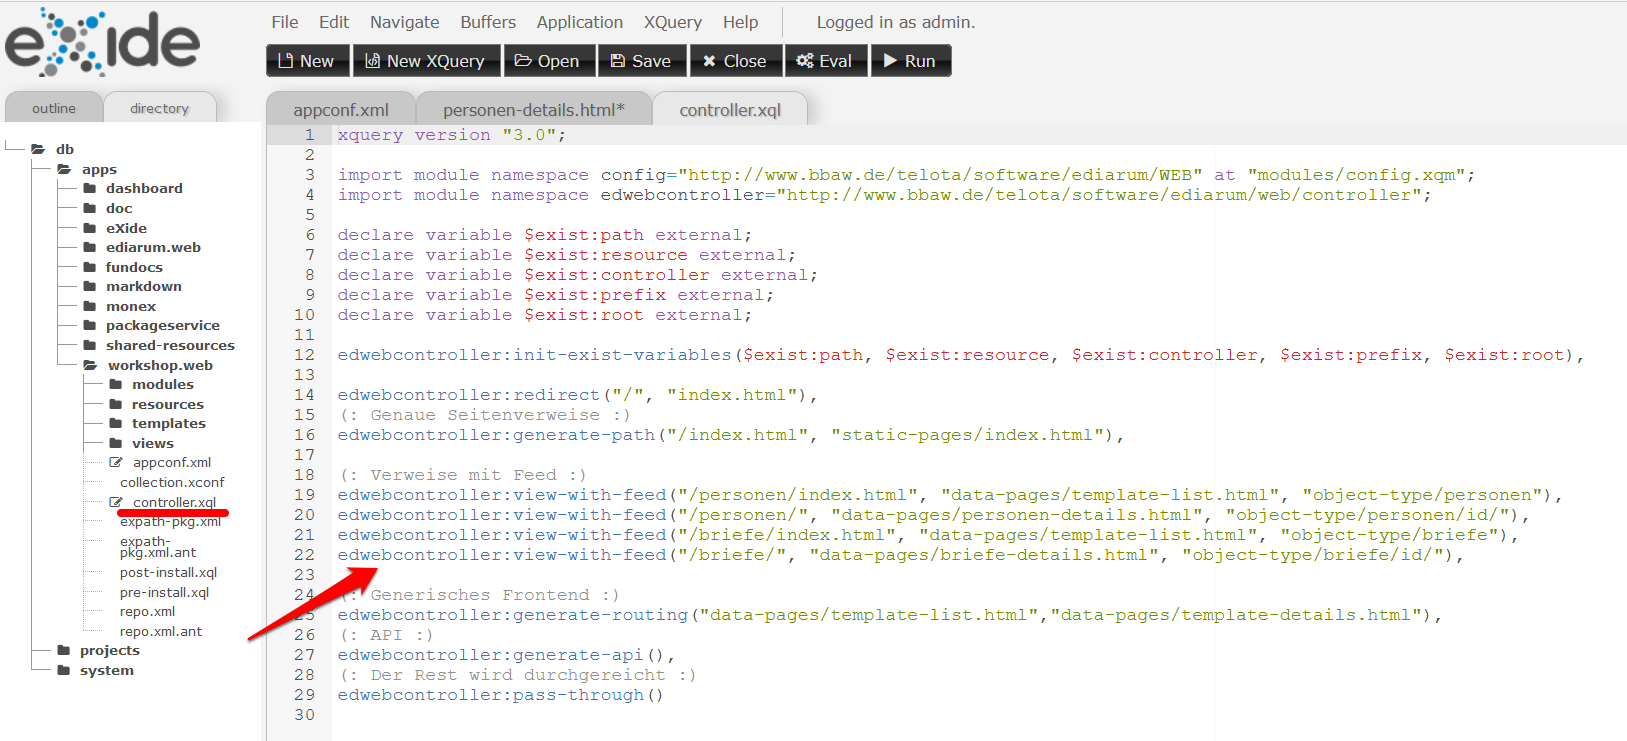 eXide
File Edit Navigate Buffers Application XQuery Help Logged in as admin.
New New XQuery Open Save Close Eval Run
outline directory
appconf.xml personen-details.html* controller.xql
db
apps
dashboard
doc
eXide
ediarum.web
fundocs
markdown
monex
packageservice
shared-resources
workshop.web
modules
resources
templates
views
appconf.xml
collection.xconf
controller.xql
expath-pkg.xml
expath-
pkg.xml.ant
post-install.xql
pre-install.xql
repo.xml
repo.xml.ant
projects
system
1 xquery version "3.0";
2
3 import module namespace config="http://www.bbaw.de/telota/software/ediarum/WEB" at "modules/config.xqm";
4 import module namespace edwebcontroller="http://www.bbaw.de/telota/software/ediarum/web/controller";
5
6 declare variable $exist:path external;
7 declare variable $exist:resource external;
8 declare variable $exist:controller external;
9 declare variable $exist:prefix external;
10 declare variable $exist:root external;
11
12 edwebcontroller:init-exist-variables($exist:path, $exist:resource, $exist:controller, $exist:prefix, $exist:root),
13
14 edwebcontroller:redirect("/", "index.html"),
15 (: Genaue Seitenverweise :)
16 edwebcontroller:generate-path("/index.html", "static-pages/index.html"),
17
18 (: Verweise mit Feed :)
19 edwebcontroller:view-with-feed("/personen/index.html", "data-pages/template-list.html", "object-type/personen"),
20 edwebcontroller:view-with-feed("/personen/", "data-pages/personen-details.html", "object-type/personen/id/"),
21 edwebcontroller:view-with-feed("/briefe/index.html", "data-pages/template-list.html", "object-type/briefe"),
22 edwebcontroller:view-with-feed("/briefe/", "data-pages/briefe-details.html", "object-type/briefe/id/"),
23
24 (: Generisches Frontend :)
25 edwebcontroller:generate-routing("data-pages/template-list.html","data-pages/template-details.html"),
26 (: API :)
27 edwebcontroller:generate-api(),
28 (: Der Rest wird durchgereicht :)
29 edwebcontroller:pass-through()
30